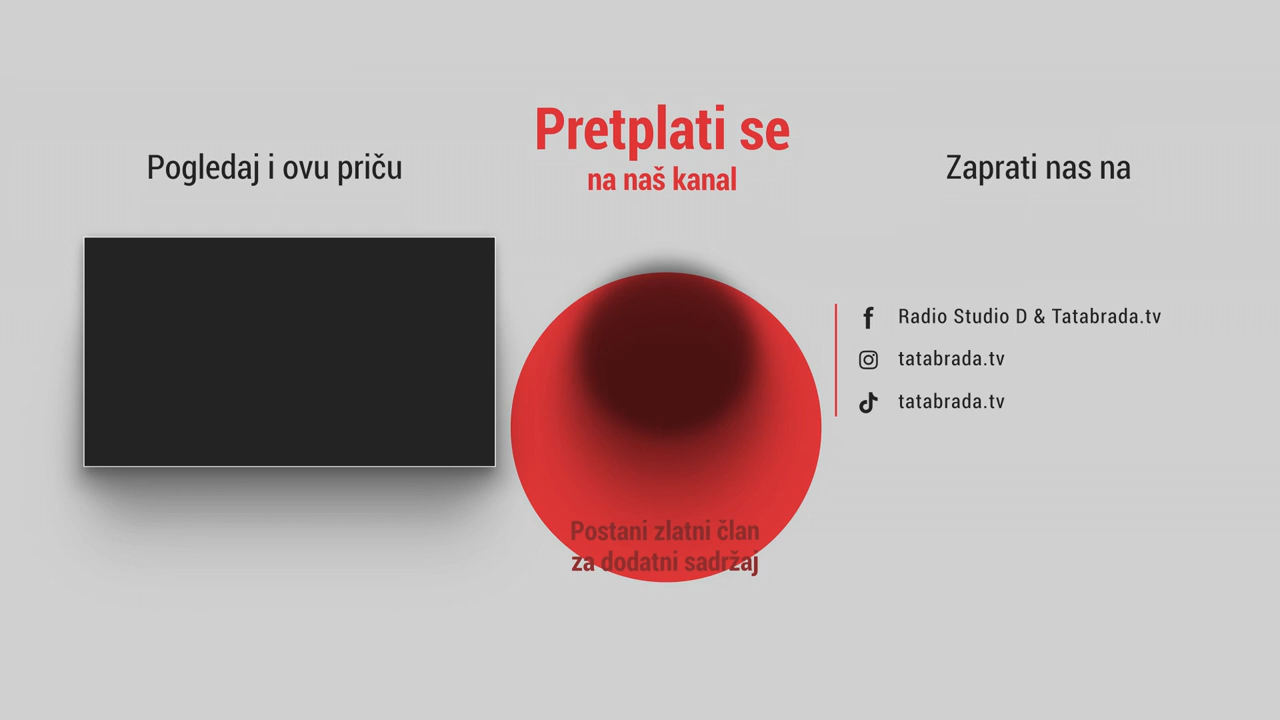 Pogledaj i ovu priču
Pretplati se
na naš kanal
Postani zlatni član
za dodatni sadržaj
Zaprati nas na
Radio Studio D & Tatabrada.tv
tatabrada.tv
tatabrada.tv